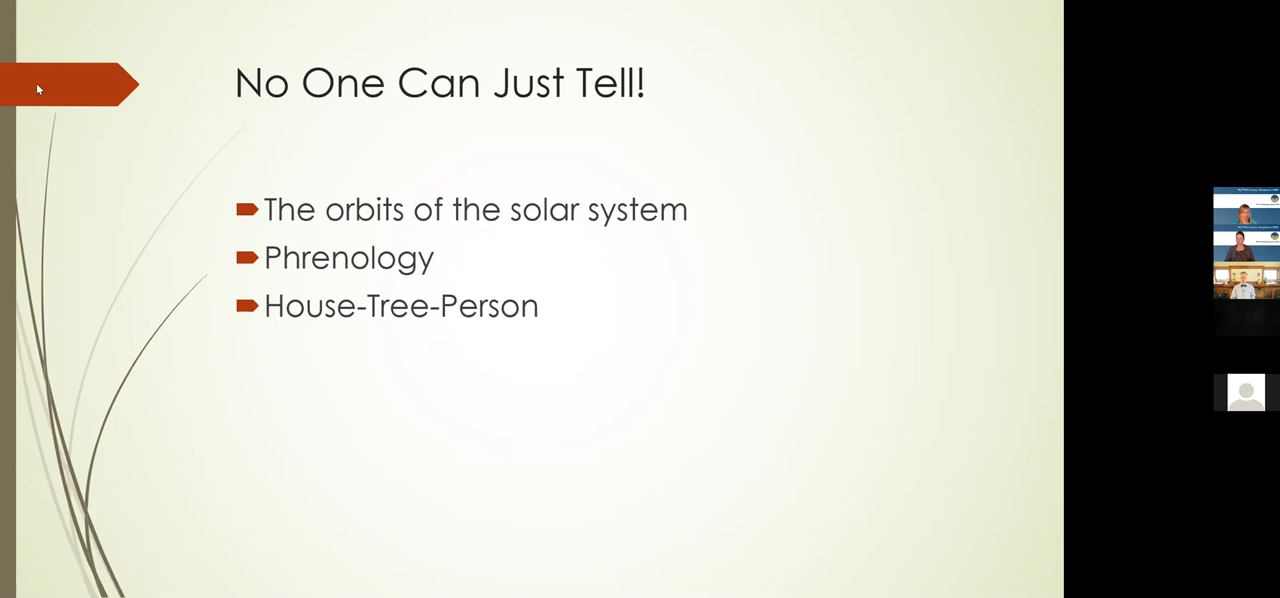 No One Can Just Tell!
The orbits of the solar system
Phrenology
House-Tree-Person